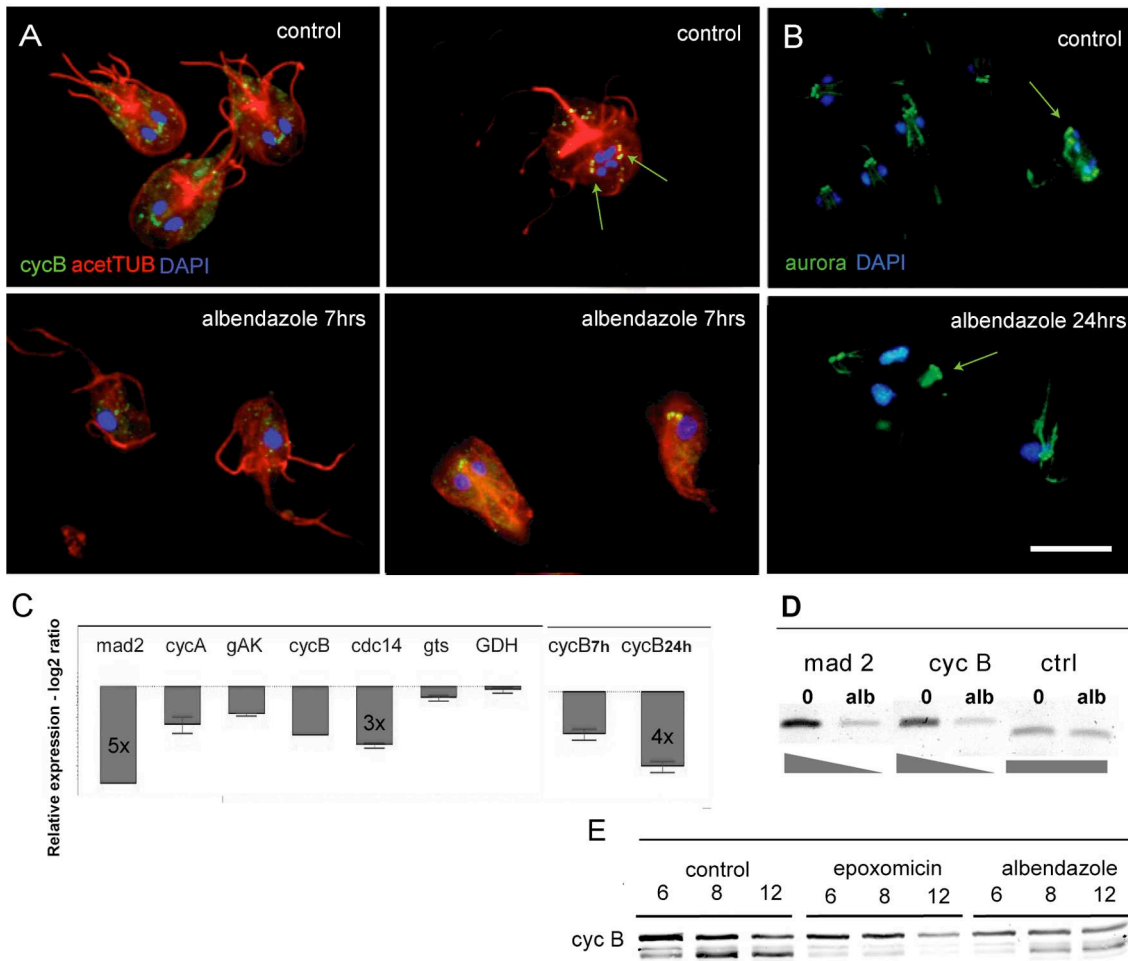 A control
control
B control
cycB acetTUB DAPI
aurora DAPI
albendazole 7hrs
albendazole 7hrs
albendazole 24hrs
C
Relative expression - log2 ratio
mad2 cycA gAK cycB cdc14 gts GDH cycB7h cycB24h
5x 3x 4x
D
mad 2 cyc B ctrl
0 alb 0 alb 0 alb
E
control epoxomicin albendazole
6 8 12 6 8 12 6 8 12
cyc B